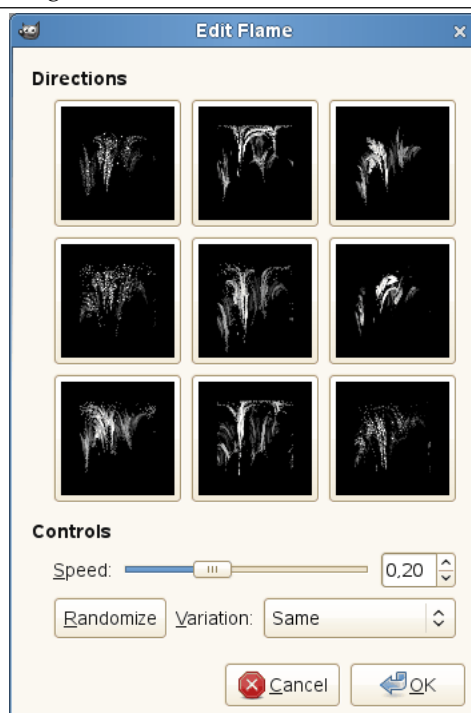 Edit Flame
Directions
Controls
Speed: 0,20
Randomize Variation: Same
Cancel OK